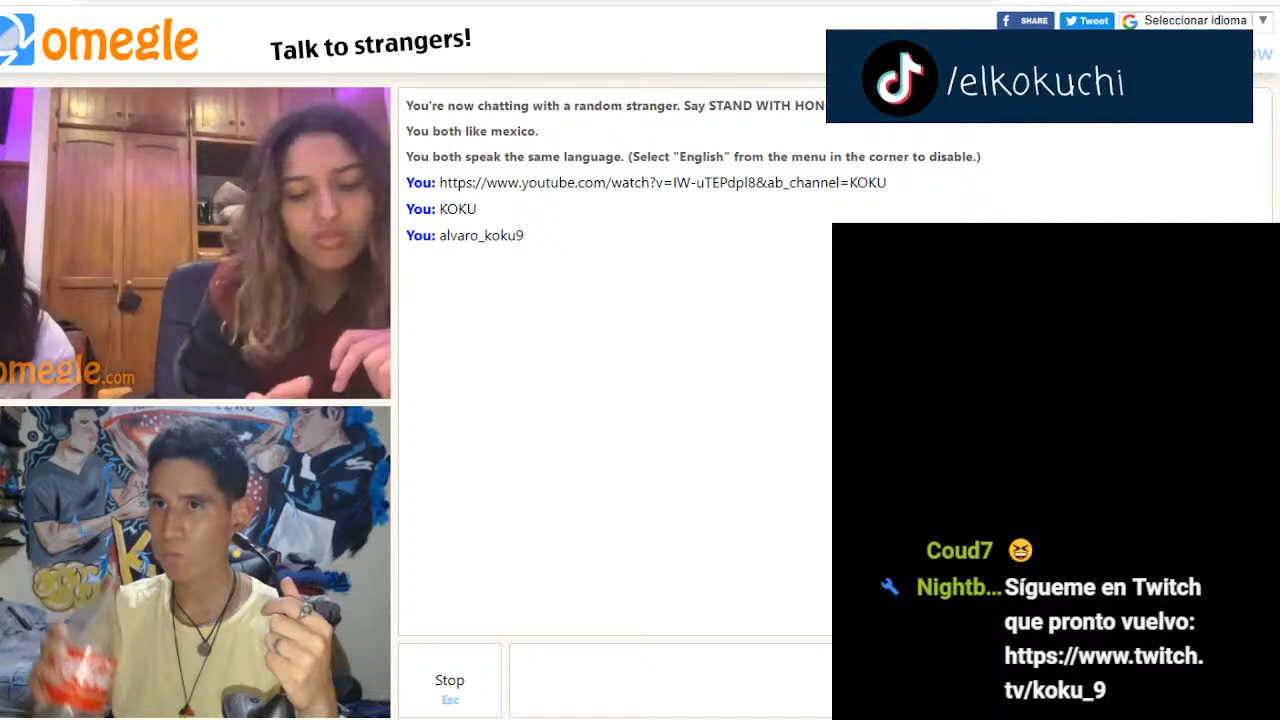 omegle
Talk to strangers!
SHARE
Tweet
Seleccionar idioma
/elkokuchi
You're now chatting with a random stranger. Say STAND WITH HON
You both like mexico.
You both speak the same language. (Select "English" from the menu in the corner to disable.)
You: https://www.youtube.com/watch?v=IW-uTEPdpl8&ab_channel=KOKU
You: KOKU
You: alvaro_koku9
omegle.com
Coud7 😆
Nightb... Sígueme en Twitch
que pronto vuelvo:
https://www.twitch.
tv/koku_9
Stop
Esc